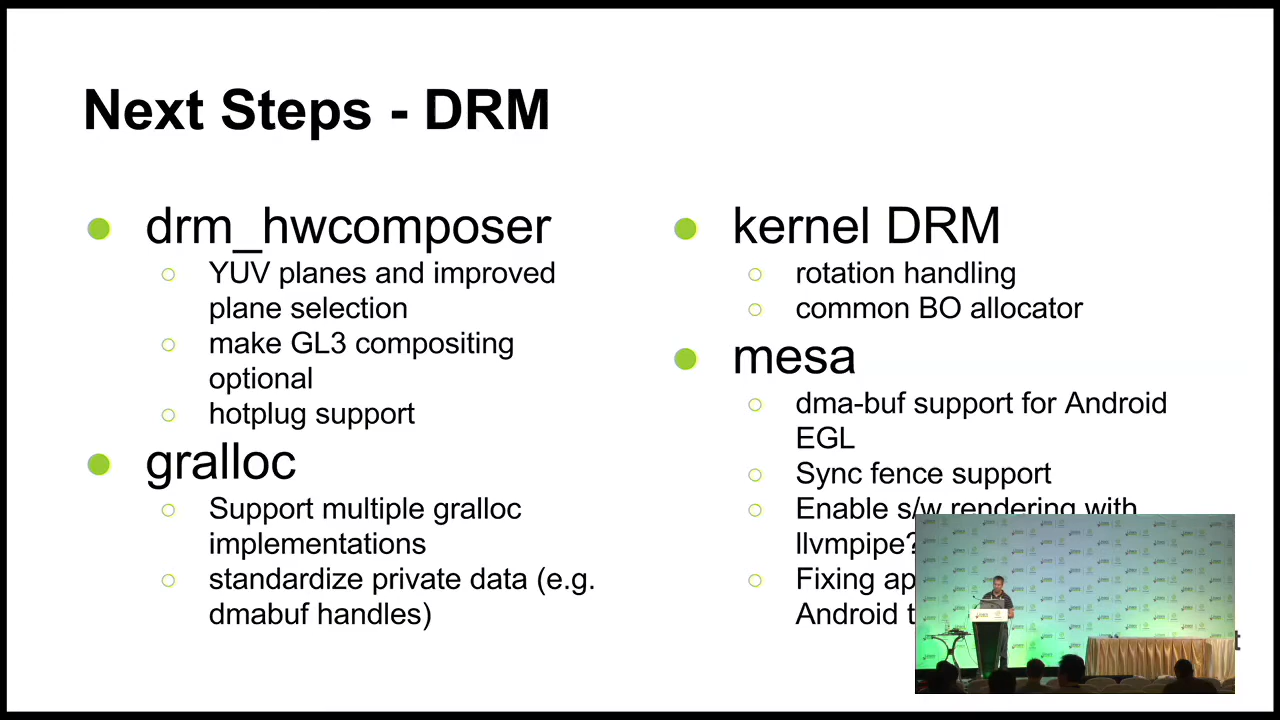 Next Steps - DRM
drm_hwcomposer
YUV planes and improved
plane selection
make GL3 compositing
optional
hotplug support
gralloc
Support multiple gralloc
implementations
standardize private data (e.g.
dmabuf handles)
kernel DRM
rotation handling
common BO allocator
mesa
dma-buf support for Android
EGL
Sync fence support
Enable s/w rendering with
llvmpipe?
Fixing
Android